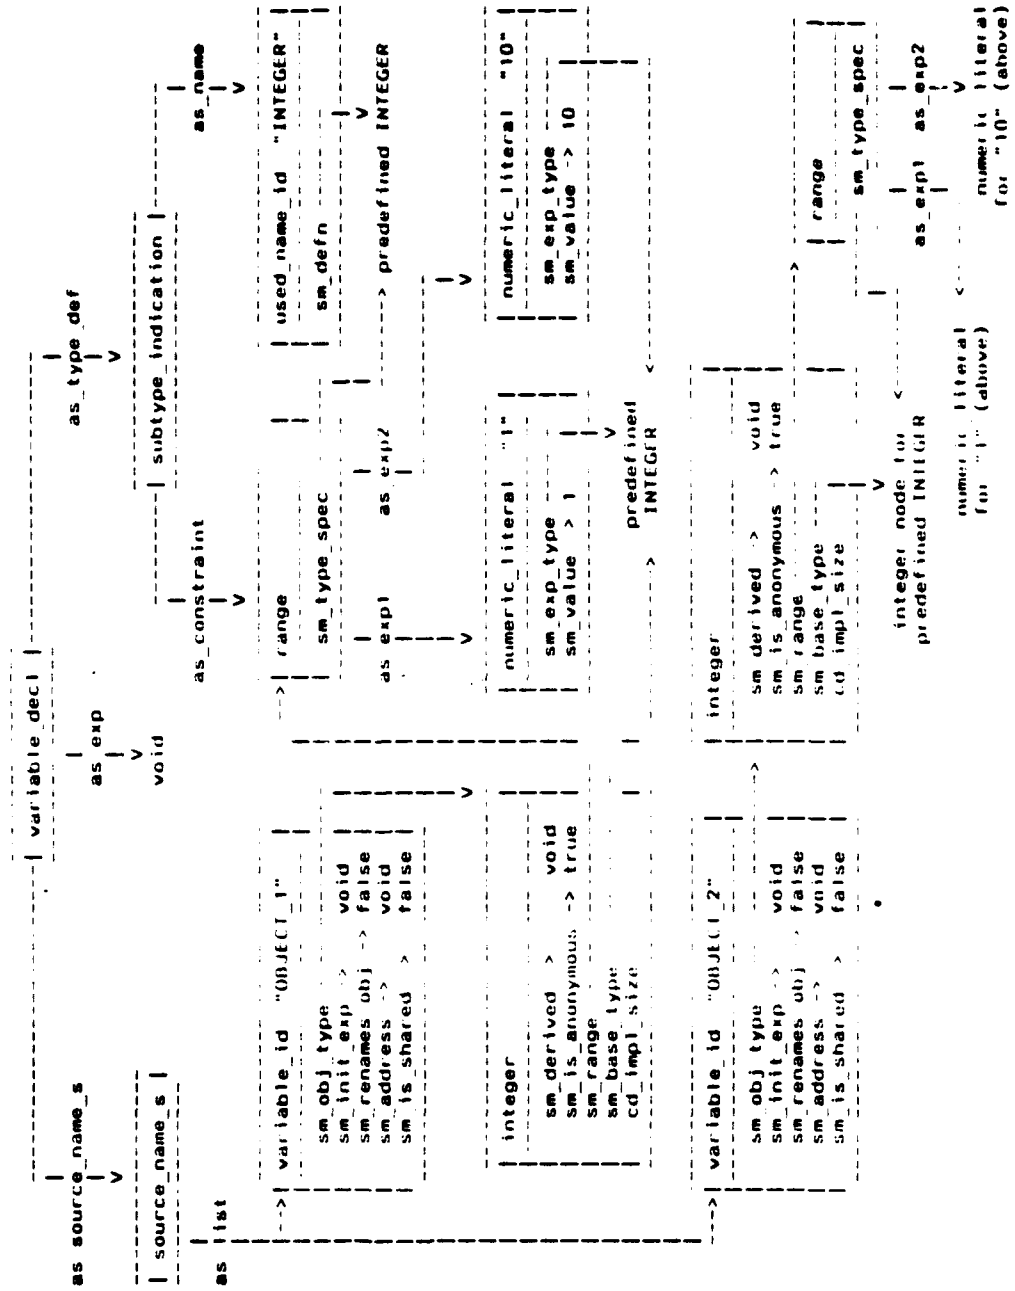 variable_decl
as_source_name_s
as_exp
as_type_def
void
source_name_s
subtype_indication
as_list
as_constraint
as_name
variable_id "OBJECT_1"
sm_obj_type
sm_init_exp -> void
sm_renames_obj -> false
sm_address -> void
sm_is_shared > false
range
sm_type_spec
used_name_id "INTEGER"
sm_defn
as_exp1
as_exp2
predefined INTEGER
integer
sm_derived > void
sm_is_anonymous -> true
sm_range
sm_base_type
cd_impl_size
numeric_literal "1"
sm_exp_type
sm_value > 1
numeric_literal "10"
sm_exp_type
sm_value -> 10
predefined
INTEGER
variable_id "OBJECT_2"
sm_obj_type
sm_init_exp -> void
sm_renames_obj -> false
sm_address -> void
sm_is_shared > false
integer
sm_derived -> void
sm_is_anonymous -> true
sm_range
sm_base_type
cd_impl_size
range
sm_type_spec
integer node for
predefined INTEGER
as_exp1
as_exp2
numeric literal
for "1" (above)
numeric literal
for "10" (above)